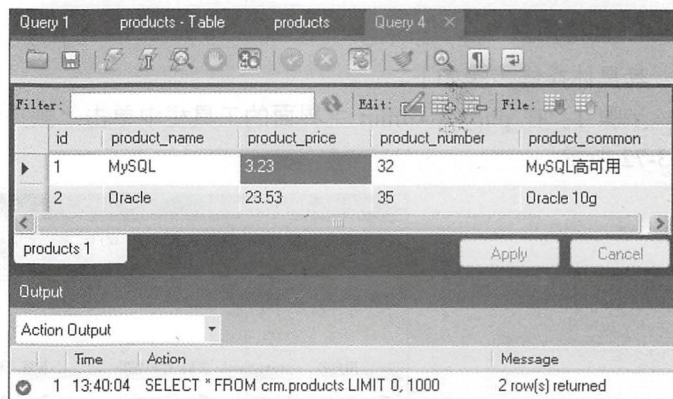 Query 1 products - Table products Query 4
Filter: Edit: File:
id product_name product_price product_number product_common
1 MySQL 3.23 32 MySQL高可用
2 Oracle 23.53 35 Oracle 10g
products 1 Apply Cancel
Output
Action Output
Time Action Message
1 13:40:04 SELECT * FROM crm.products LIMIT 0, 1000 2 row(s) returned